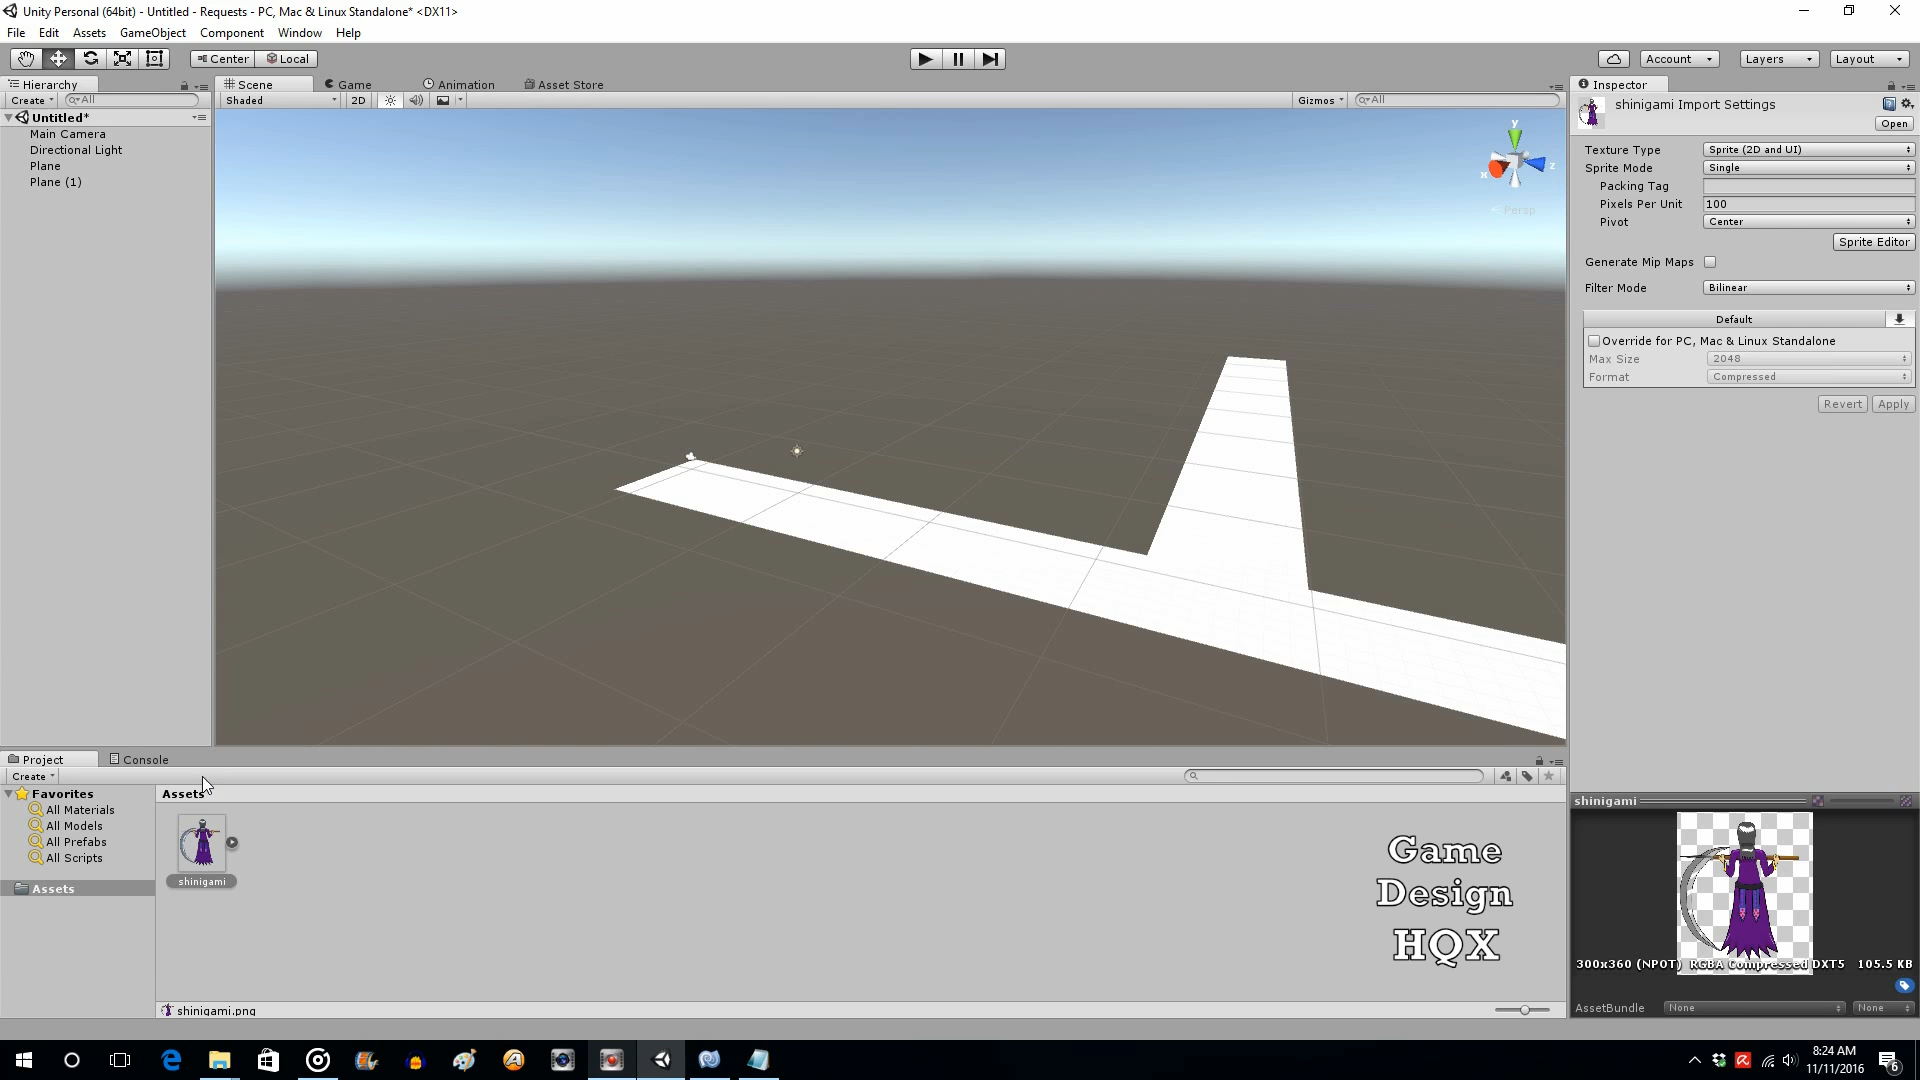 Unity Personal (64bit) - Untitled - Requests - PC, Mac & Linux Standalone* <DX11>
File Edit Assets GameObject Component Window Help
Center Local
Account Layers Layout
Hierarchy
Create All
Untitled*
Main Camera
Directional Light
Plane
Plane (1)
Scene Game Animation Asset Store
Shaded 2D Gizmos All
y
x z
Persp
Inspector
shinigami Import Settings
Open
Texture Type Sprite (2D and UI)
Sprite Mode Single
Packing Tag
Pixels Per Unit 100
Pivot Center
Sprite Editor
Generate Mip Maps
Filter Mode Bilinear
Default
Override for PC, Mac & Linux Standalone
Max Size 2048
Format Compressed
Revert Apply
Project Console
Create
Favorites
All Materials
All Models
All Prefabs
All Scripts
Assets
Assets
shinigami
shinigami.png
Game
Design
HQX
shinigami
300x360 (NPOT) RGBA Compressed DXT5 105.5 KB
AssetBundle None None
8:24 AM
11/11/2016
6